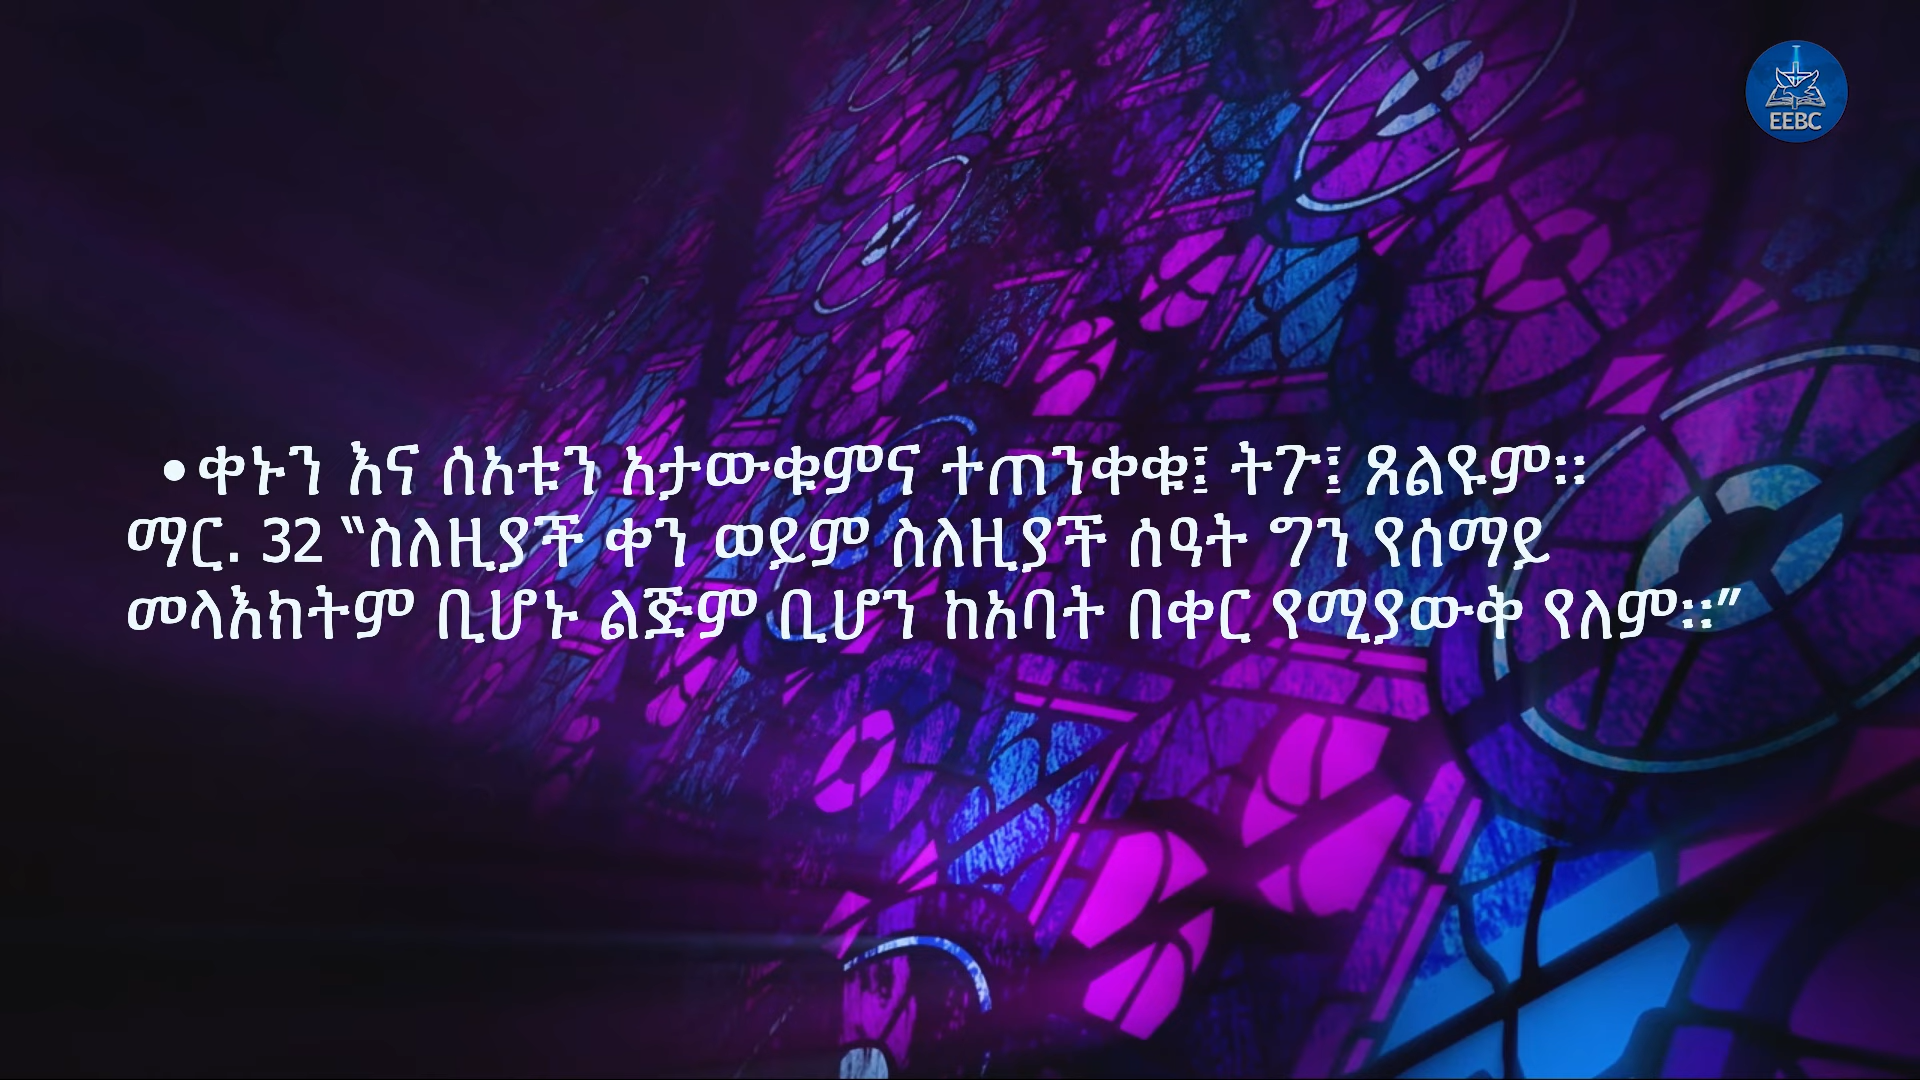 EEBC
•ቀኑን እና ሰአቱን አታውቁምና ተጠንቀቁ፤ ትጉ፤ ጸልዩም፡፡
ማር. 32 “ስለዚያች ቀን ወይም ስለዚያች ሰዓት ግን የሰማይ
መላእክትም ቢሆኑ ልጅም ቢሆን ከአባት በቀር የሚያውቅ የለም፡፡”